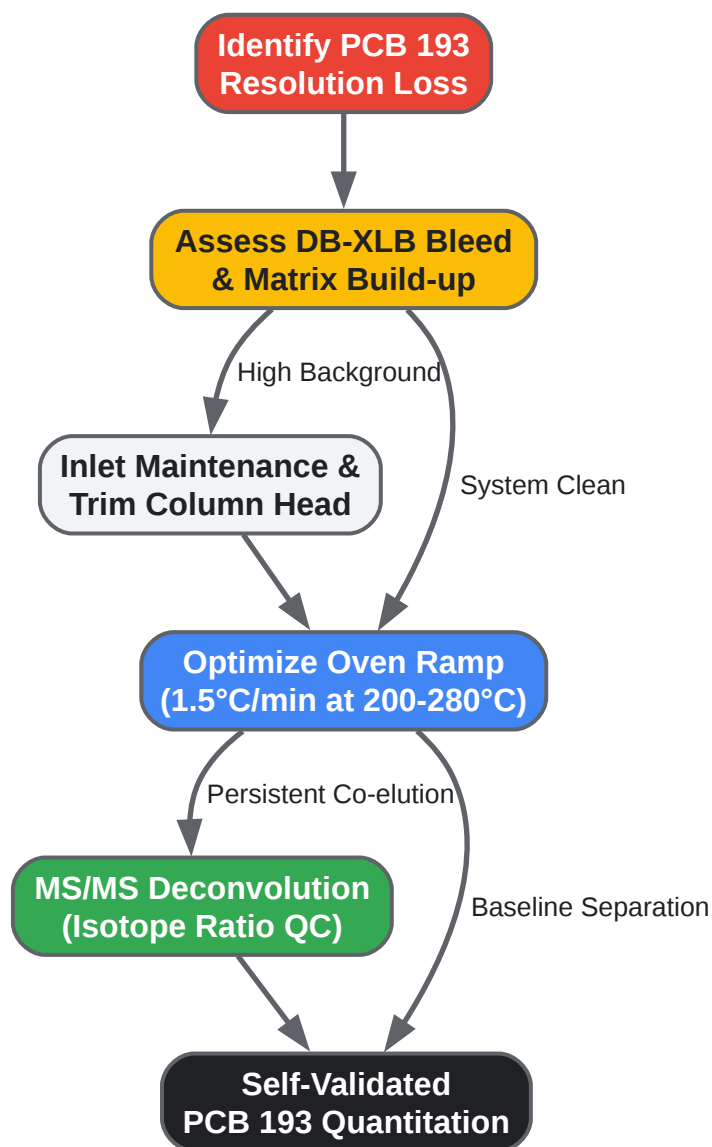 Identify PCB 193
Resolution Loss
Assess DB-XLB Bleed
& Matrix Build-up
High Background
Inlet Maintenance &
Trim Column Head
System Clean
Optimize Oven Ramp
(1.5°C/min at 200-280°C)
Persistent Co-elution
MS/MS Deconvolution
(Isotope Ratio QC)
Baseline Separation
Self-Validated
PCB 193 Quantitation